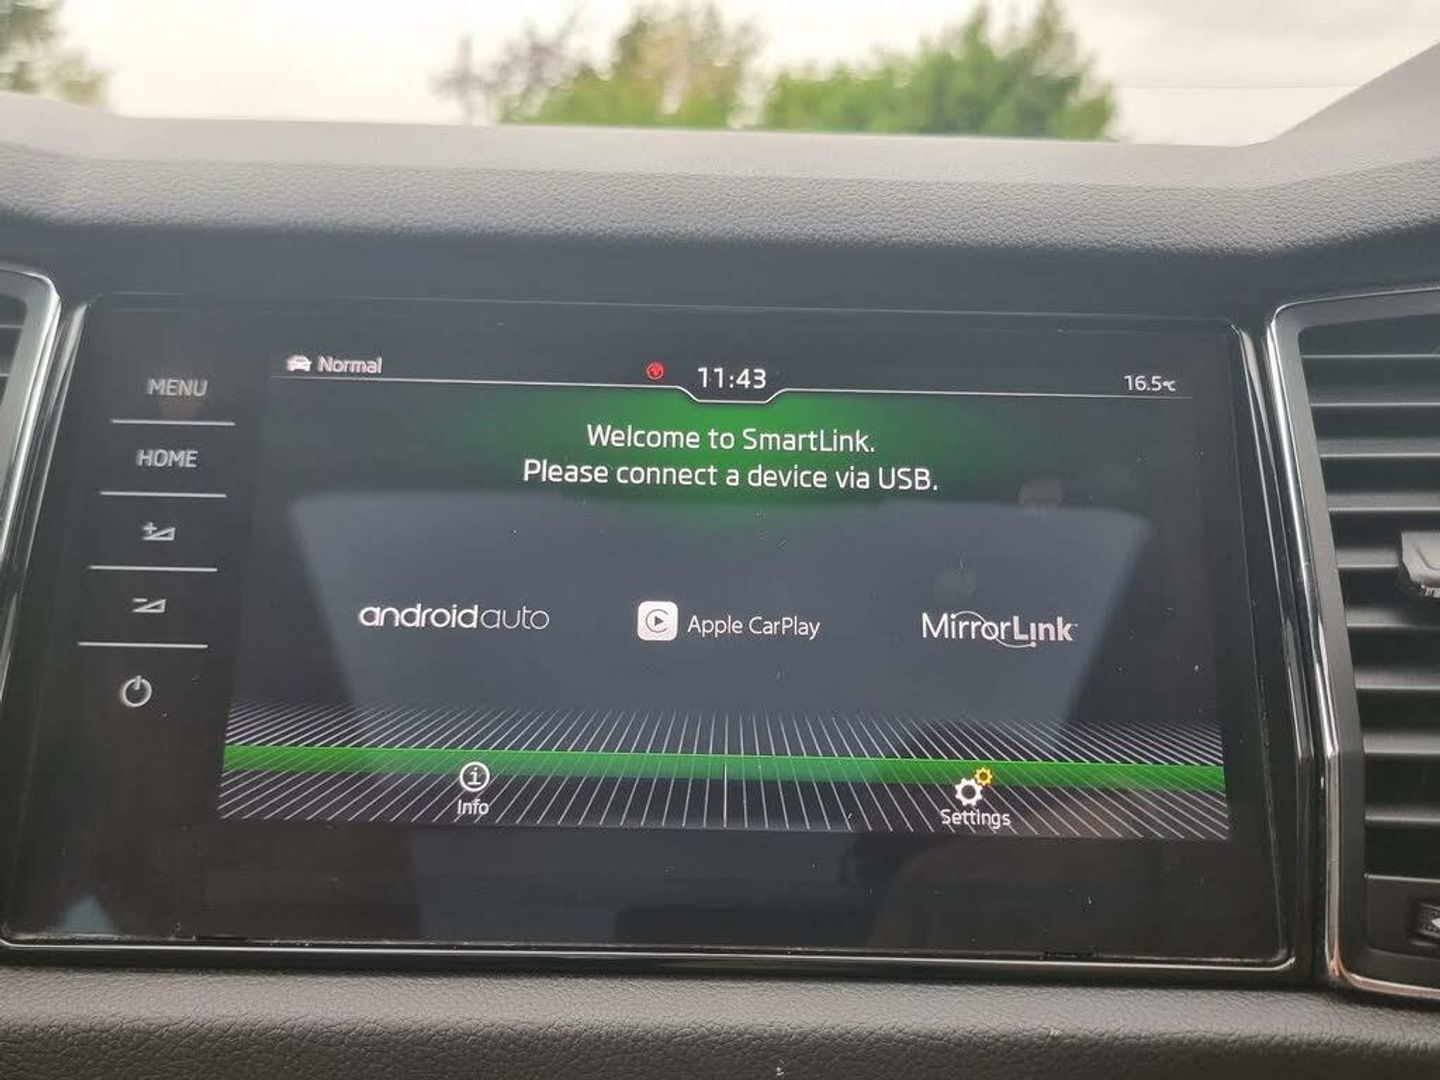 Normal
11:43
16.5°C
MENU
HOME
Welcome to SmartLink.
Please connect a device via USB.
androidauto
Apple CarPlay
MirrorLink™
Info
Settings